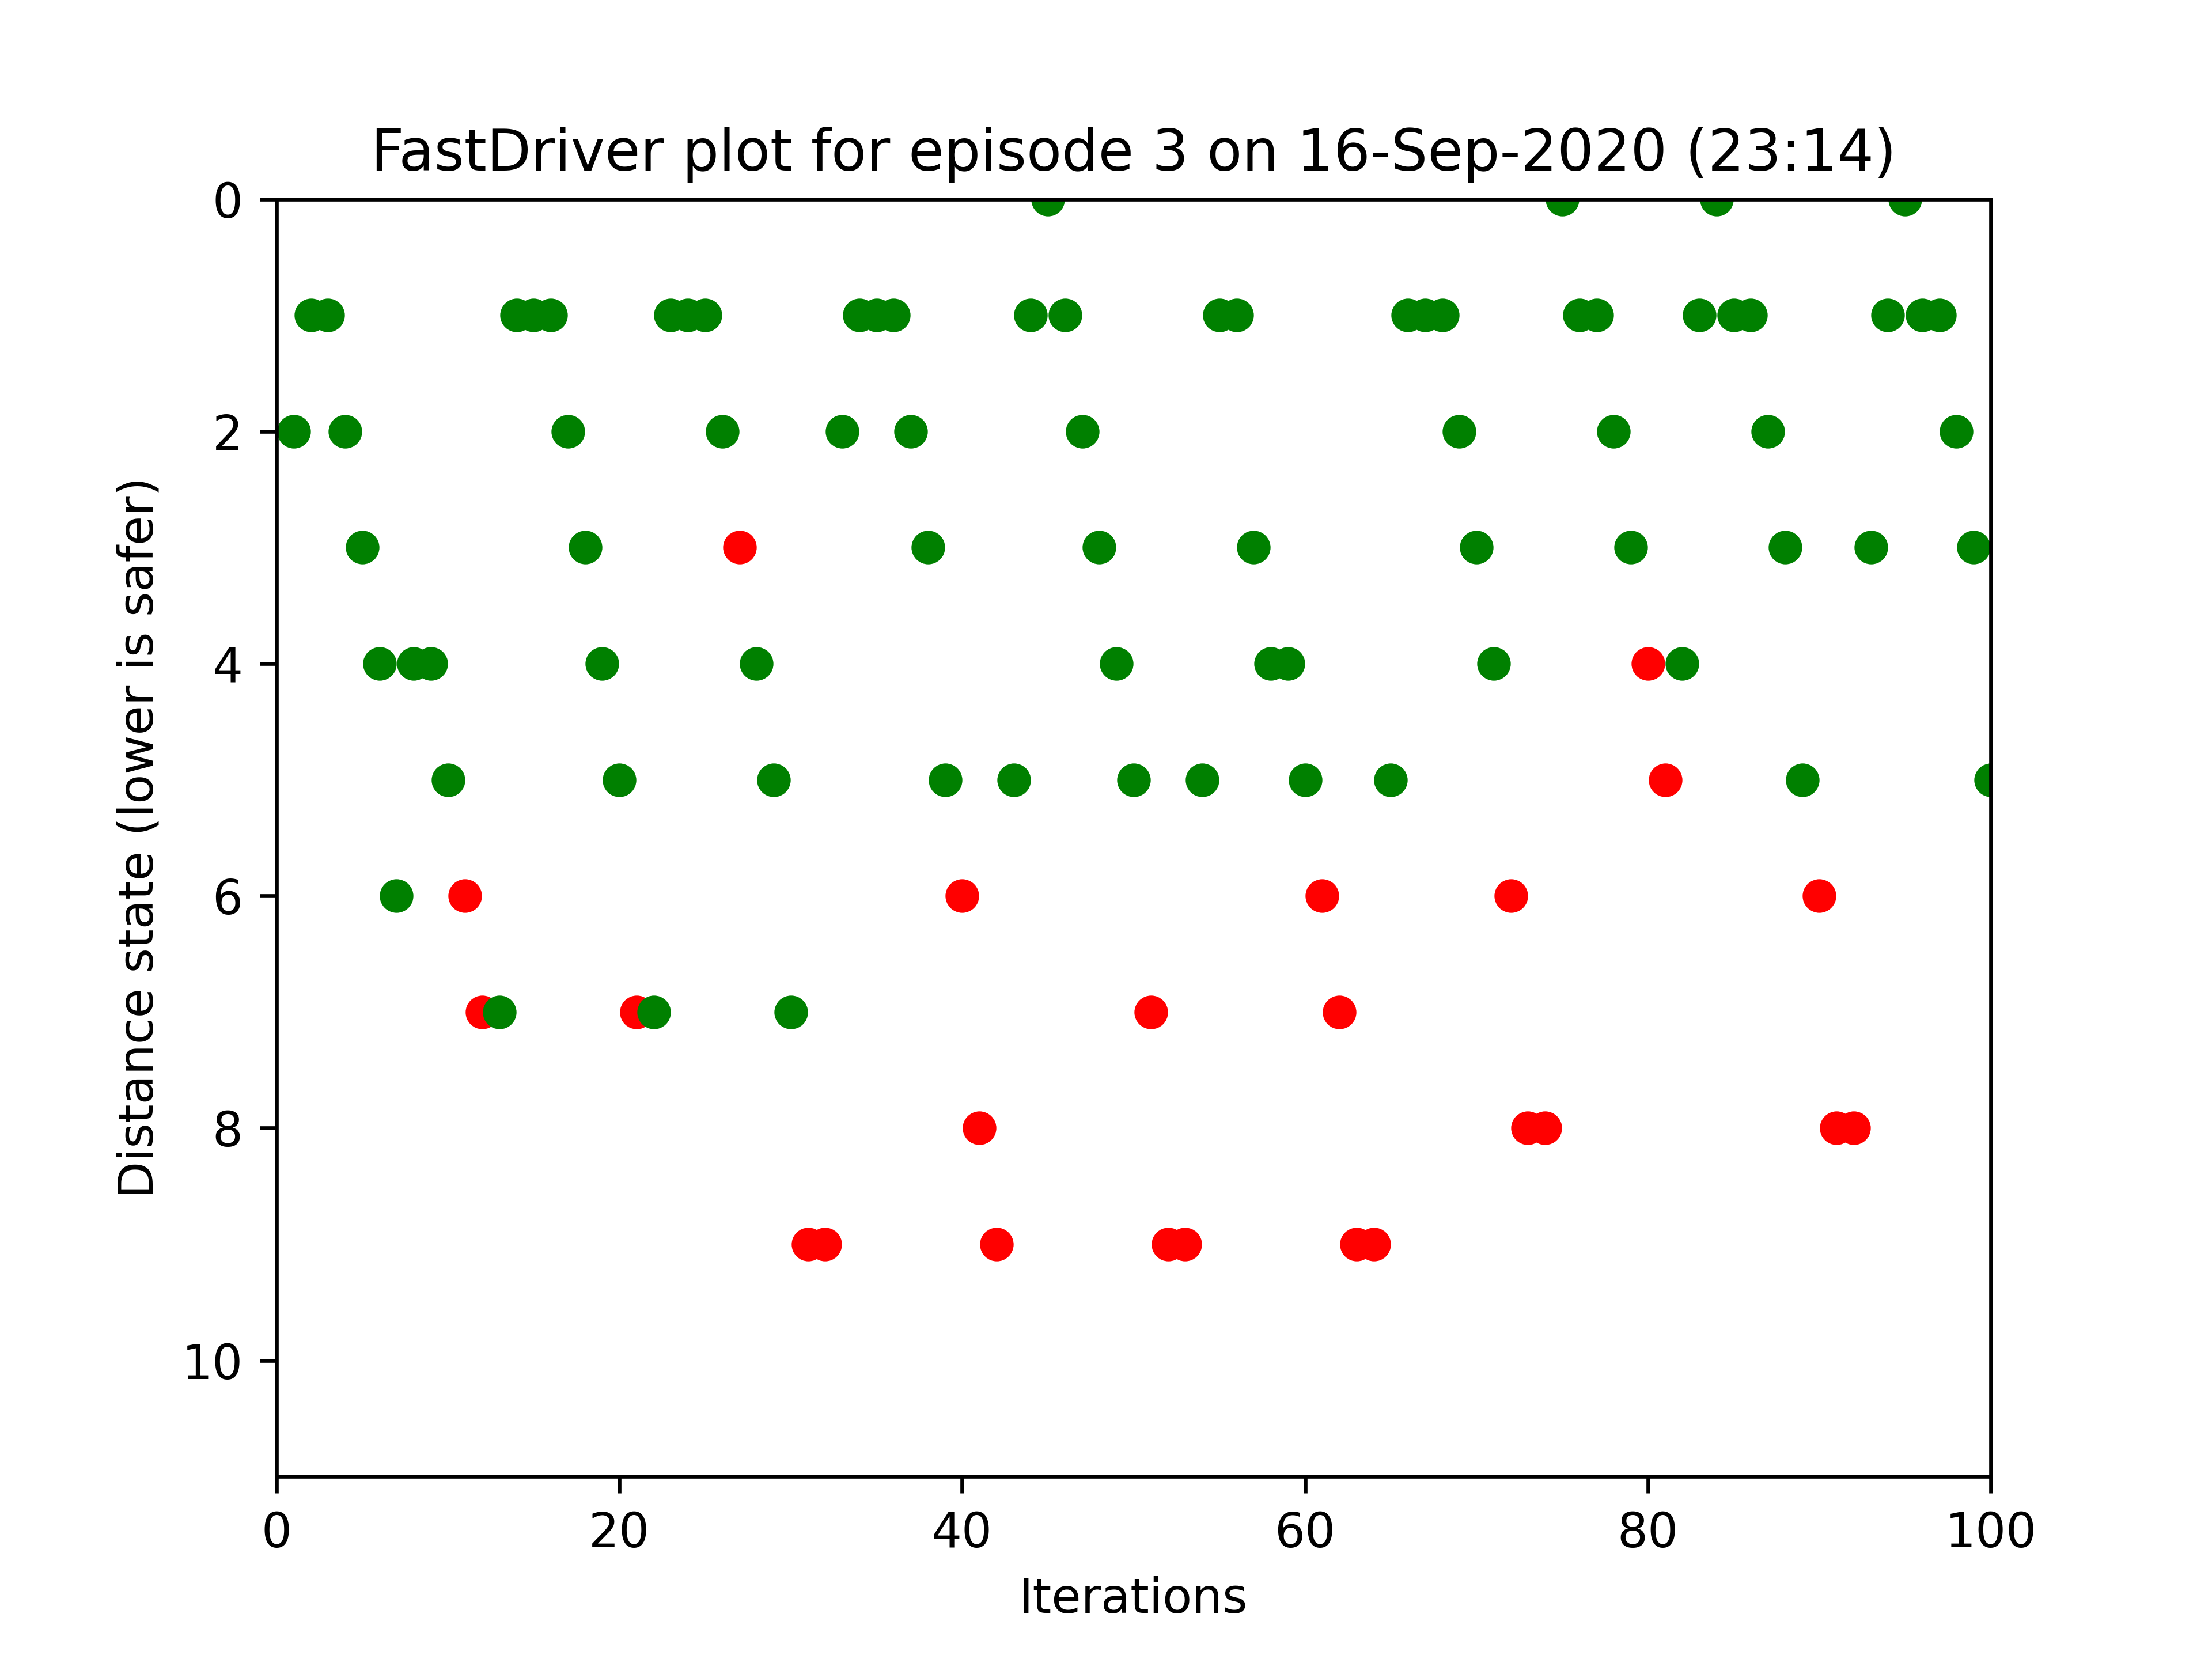 FastDriver plot for episode 3 on 16-Sep-2020 (23:14)
0
2
4
6
8
10
Distance state (lower is safer)
0 20 40 60 80 100
Iterations